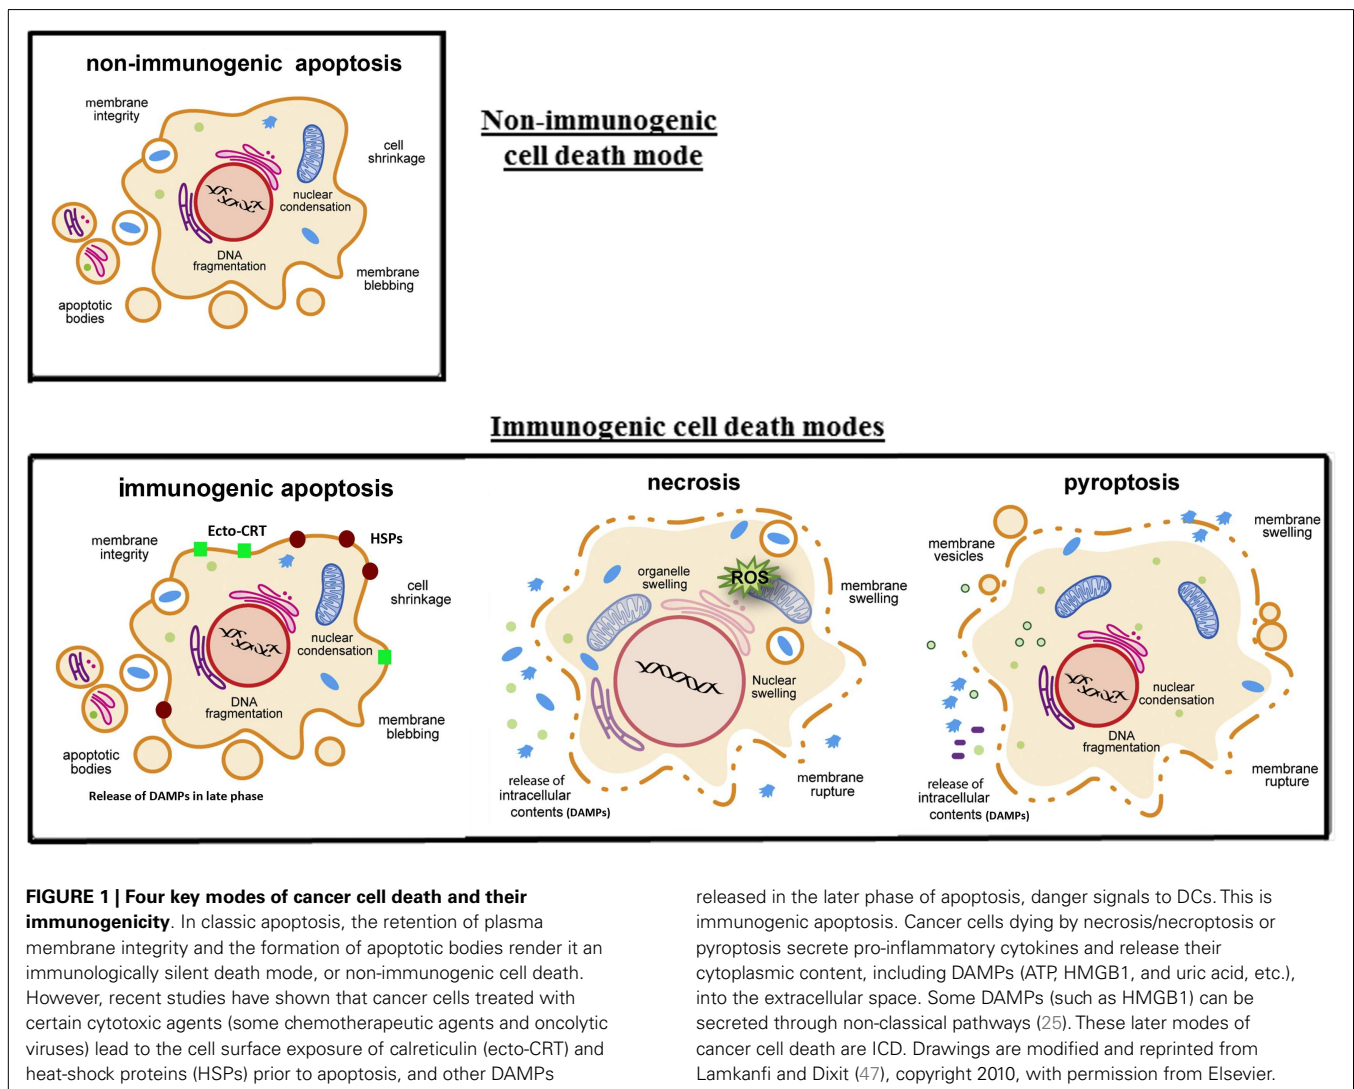 non-immunogenic apoptosis
membrane
integrity
cell
shrinkage
nuclear
condensation
DNA
fragmentation
membrane
blebbing
apoptotic
bodies
Non-immunogenic
cell death mode
Immunogenic cell death modes
immunogenic apoptosis
membrane
integrity
Ecto-CRT
HSPs
cell
shrinkage
nuclear
condensation
DNA
fragmentation
membrane
blebbing
apoptotic
bodies
Release of DAMPs in late phase
necrosis
organelle
swelling
ROS
membrane
swelling
Nuclear
swelling
release of
intracellular
contents (DAMPs)
membrane
rupture
pyroptosis
membrane
vesicles
membrane
swelling
nuclear
condensation
DNA
fragmentation
release of
intracellular
contents (DAMPs)
membrane
rupture
FIGURE 1 | Four key modes of cancer cell death and their
immunogenicity. In classic apoptosis, the retention of plasma
membrane integrity and the formation of apoptotic bodies render it an
immunologically silent death mode, or non-immunogenic cell death.
However, recent studies have shown that cancer cells treated with
certain cytotoxic agents (some chemotherapeutic agents and oncolytic
viruses) lead to the cell surface exposure of calreticulin (ecto-CRT) and
heat-shock proteins (HSPs) prior to apoptosis, and other DAMPs
released in the later phase of apoptosis, danger signals to DCs. This is
immunogenic apoptosis. Cancer cells dying by necrosis/necroptosis or
pyroptosis secrete pro-inflammatory cytokines and release their
cytoplasmic content, including DAMPs (ATP, HMGB1, and uric acid, etc.),
into the extracellular space. Some DAMPs (such as HMGB1) can be
secreted through non-classical pathways (25). These later modes of
cancer cell death are ICD. Drawings are modified and reprinted from
Lamkanfi and Dixit (47), copyright 2010, with permission from Elsevier.